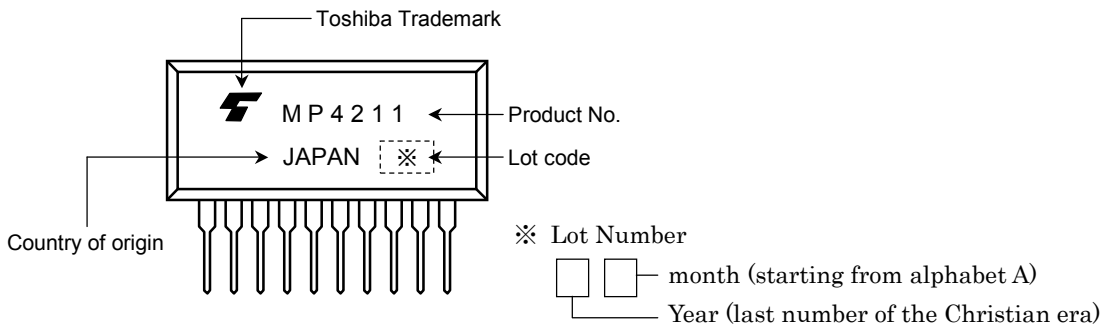 Toshiba Trademark
MP4211
Product No.
JAPAN ※
Lot code
Country of origin
※ Lot Number
month (starting from alphabet A)
Year (last number of the Christian era)